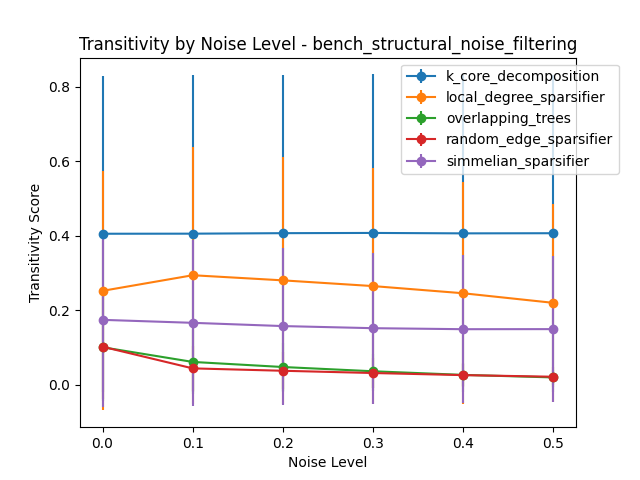 Transitivity by Noise Level - bench_structural_noise_filtering
k_core_decomposition
local_degree_sparsifier
overlapping_trees
random_edge_sparsifier
simmelian_sparsifier
Transitivity Score
0.8
0.6
0.4
0.2
0.0
0.0 0.1 0.2 0.3 0.4 0.5
Noise Level